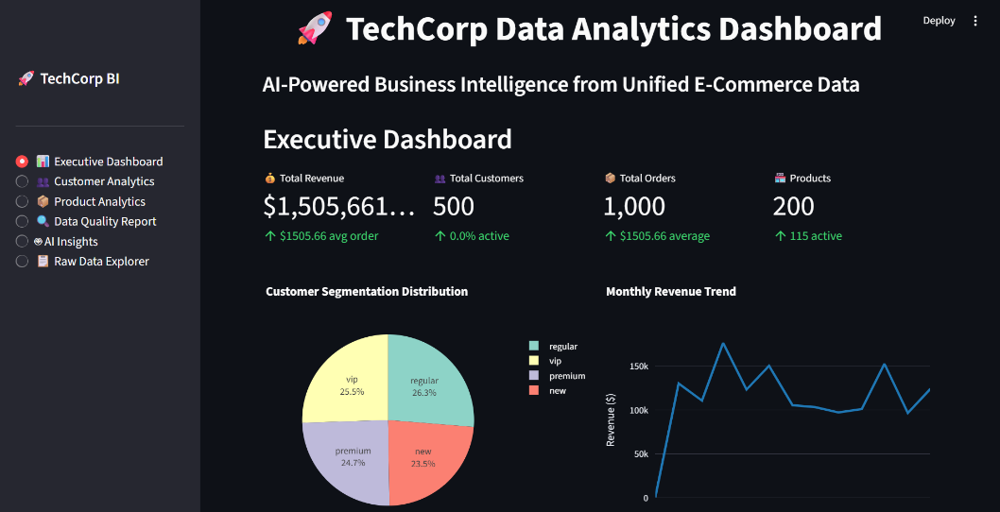 🚀 TechCorp Data Analytics Dashboard
Deploy
🚀 TechCorp BI
📊 Executive Dashboard
👥 Customer Analytics
📦 Product Analytics
🔍 Data Quality Report
AI Insights
📋 Raw Data Explorer
AI-Powered Business Intelligence from Unified E-Commerce Data
Executive Dashboard
💰 Total Revenue
$1,505,661...
↑ $1505.66 avg order
👥 Total Customers
500
↑ 0.0% active
📦 Total Orders
1,000
↑ $1505.66 average
🏪 Products
200
↑ 115 active
Customer Segmentation Distribution
vip
25.5%
regular
26.3%
premium
24.7%
new
23.5%
regular
vip
premium
new
Monthly Revenue Trend
Revenue ($)
150k
100k
50k
0